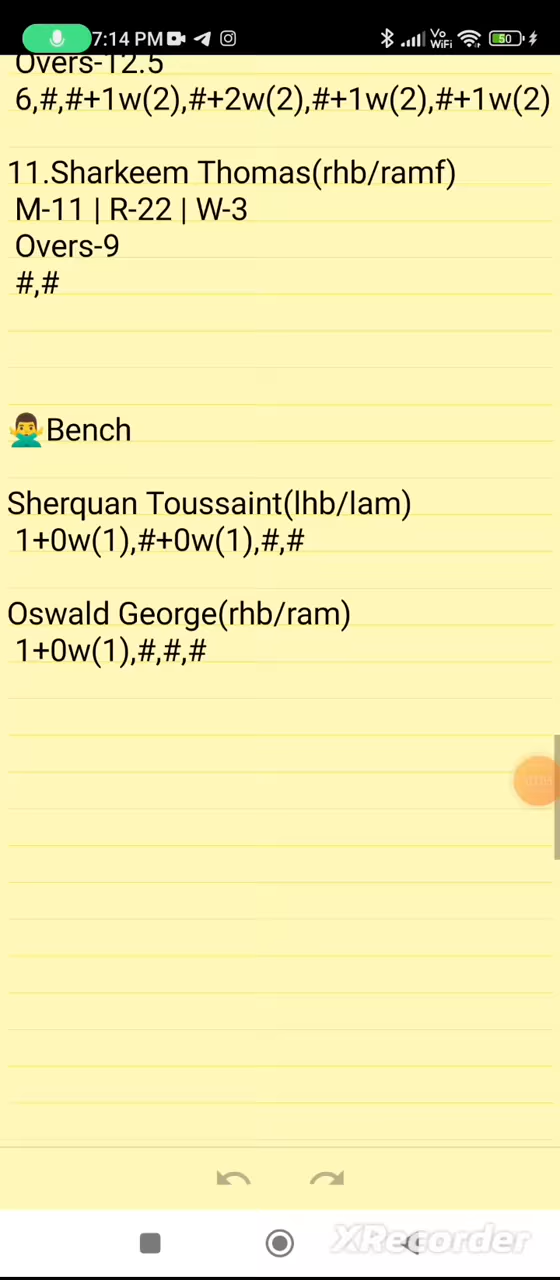 7:14 PM
Vo
WiFi
50
Overs-12.5
6,#,#+1w(2),#+2w(2),#+1w(2),#+1w(2)
11.Sharkeem Thomas(rhb/ramf)
M-11 | R-22 | W-3
Overs-9
#,#
🙅‍♂️Bench
Sherquan Toussaint(lhb/lam)
1+0w(1),#+0w(1),#,#
Oswald George(rhb/ram)
1+0w(1),#,#,#
XRecorder